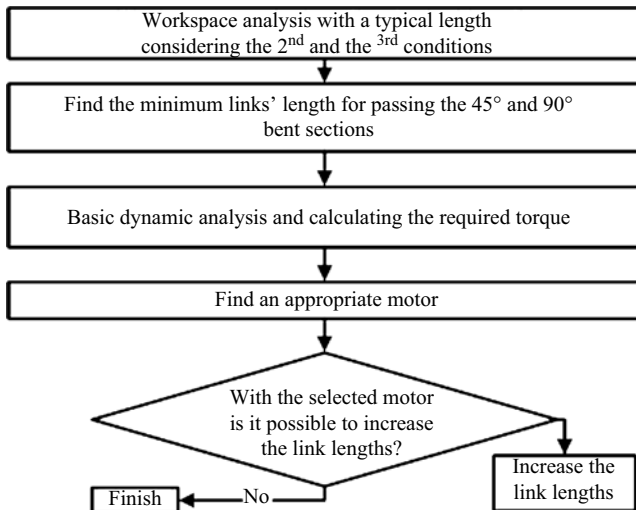 Workspace analysis with a typical length
considering the 2nd and the 3rd conditions
Find the minimum links’ length for passing the 45° and 90°
bent sections
Basic dynamic analysis and calculating the required torque
Find an appropriate motor
With the selected motor
is it possible to increase
the link lengths?
Increase the
link lengths
Finish
No